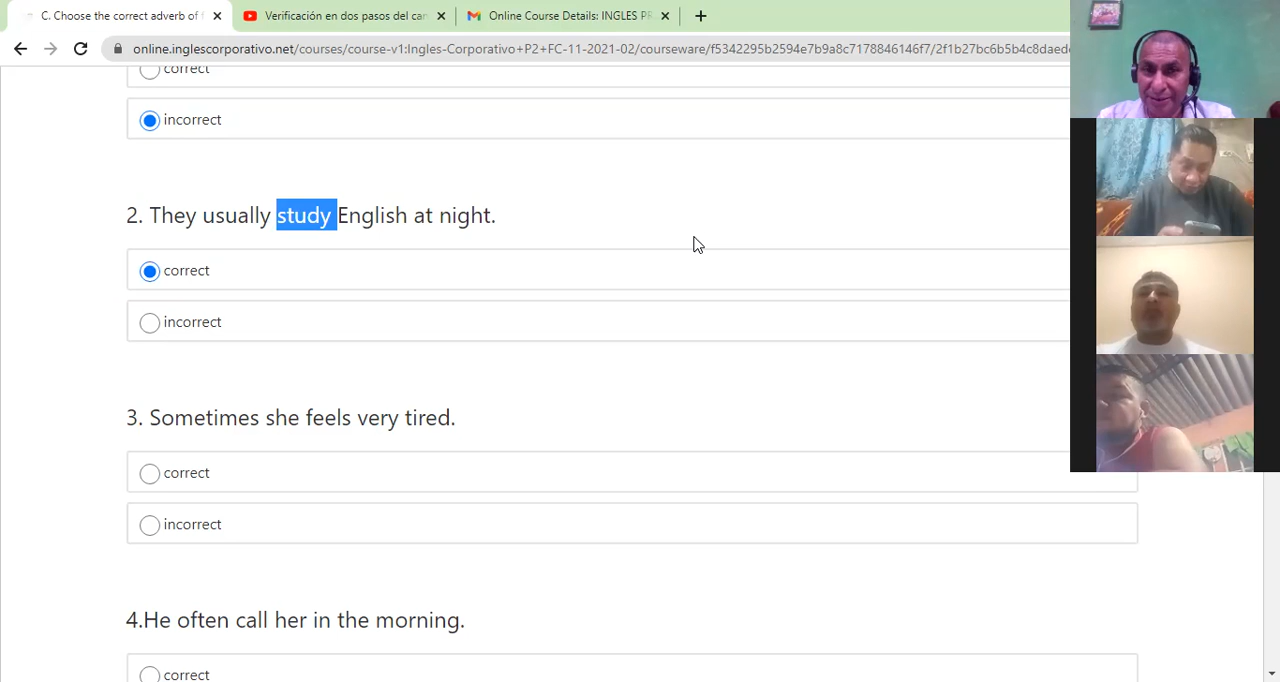 C. Choose the correct adverb of f
Verificación en dos pasos del car
Online Course Details: INGLES PR
online.inglescorporativo.net/courses/course-v1:Ingles-Corporativo+P2+FC-11-2021-02/courseware/f5342295b2594e7b9a8c7178846146f7/2f1b27bc6b5b4c8daed
correct
incorrect
2. They usually study English at night.
correct
incorrect
3. Sometimes she feels very tired.
correct
incorrect
4.He often call her in the morning.
correct